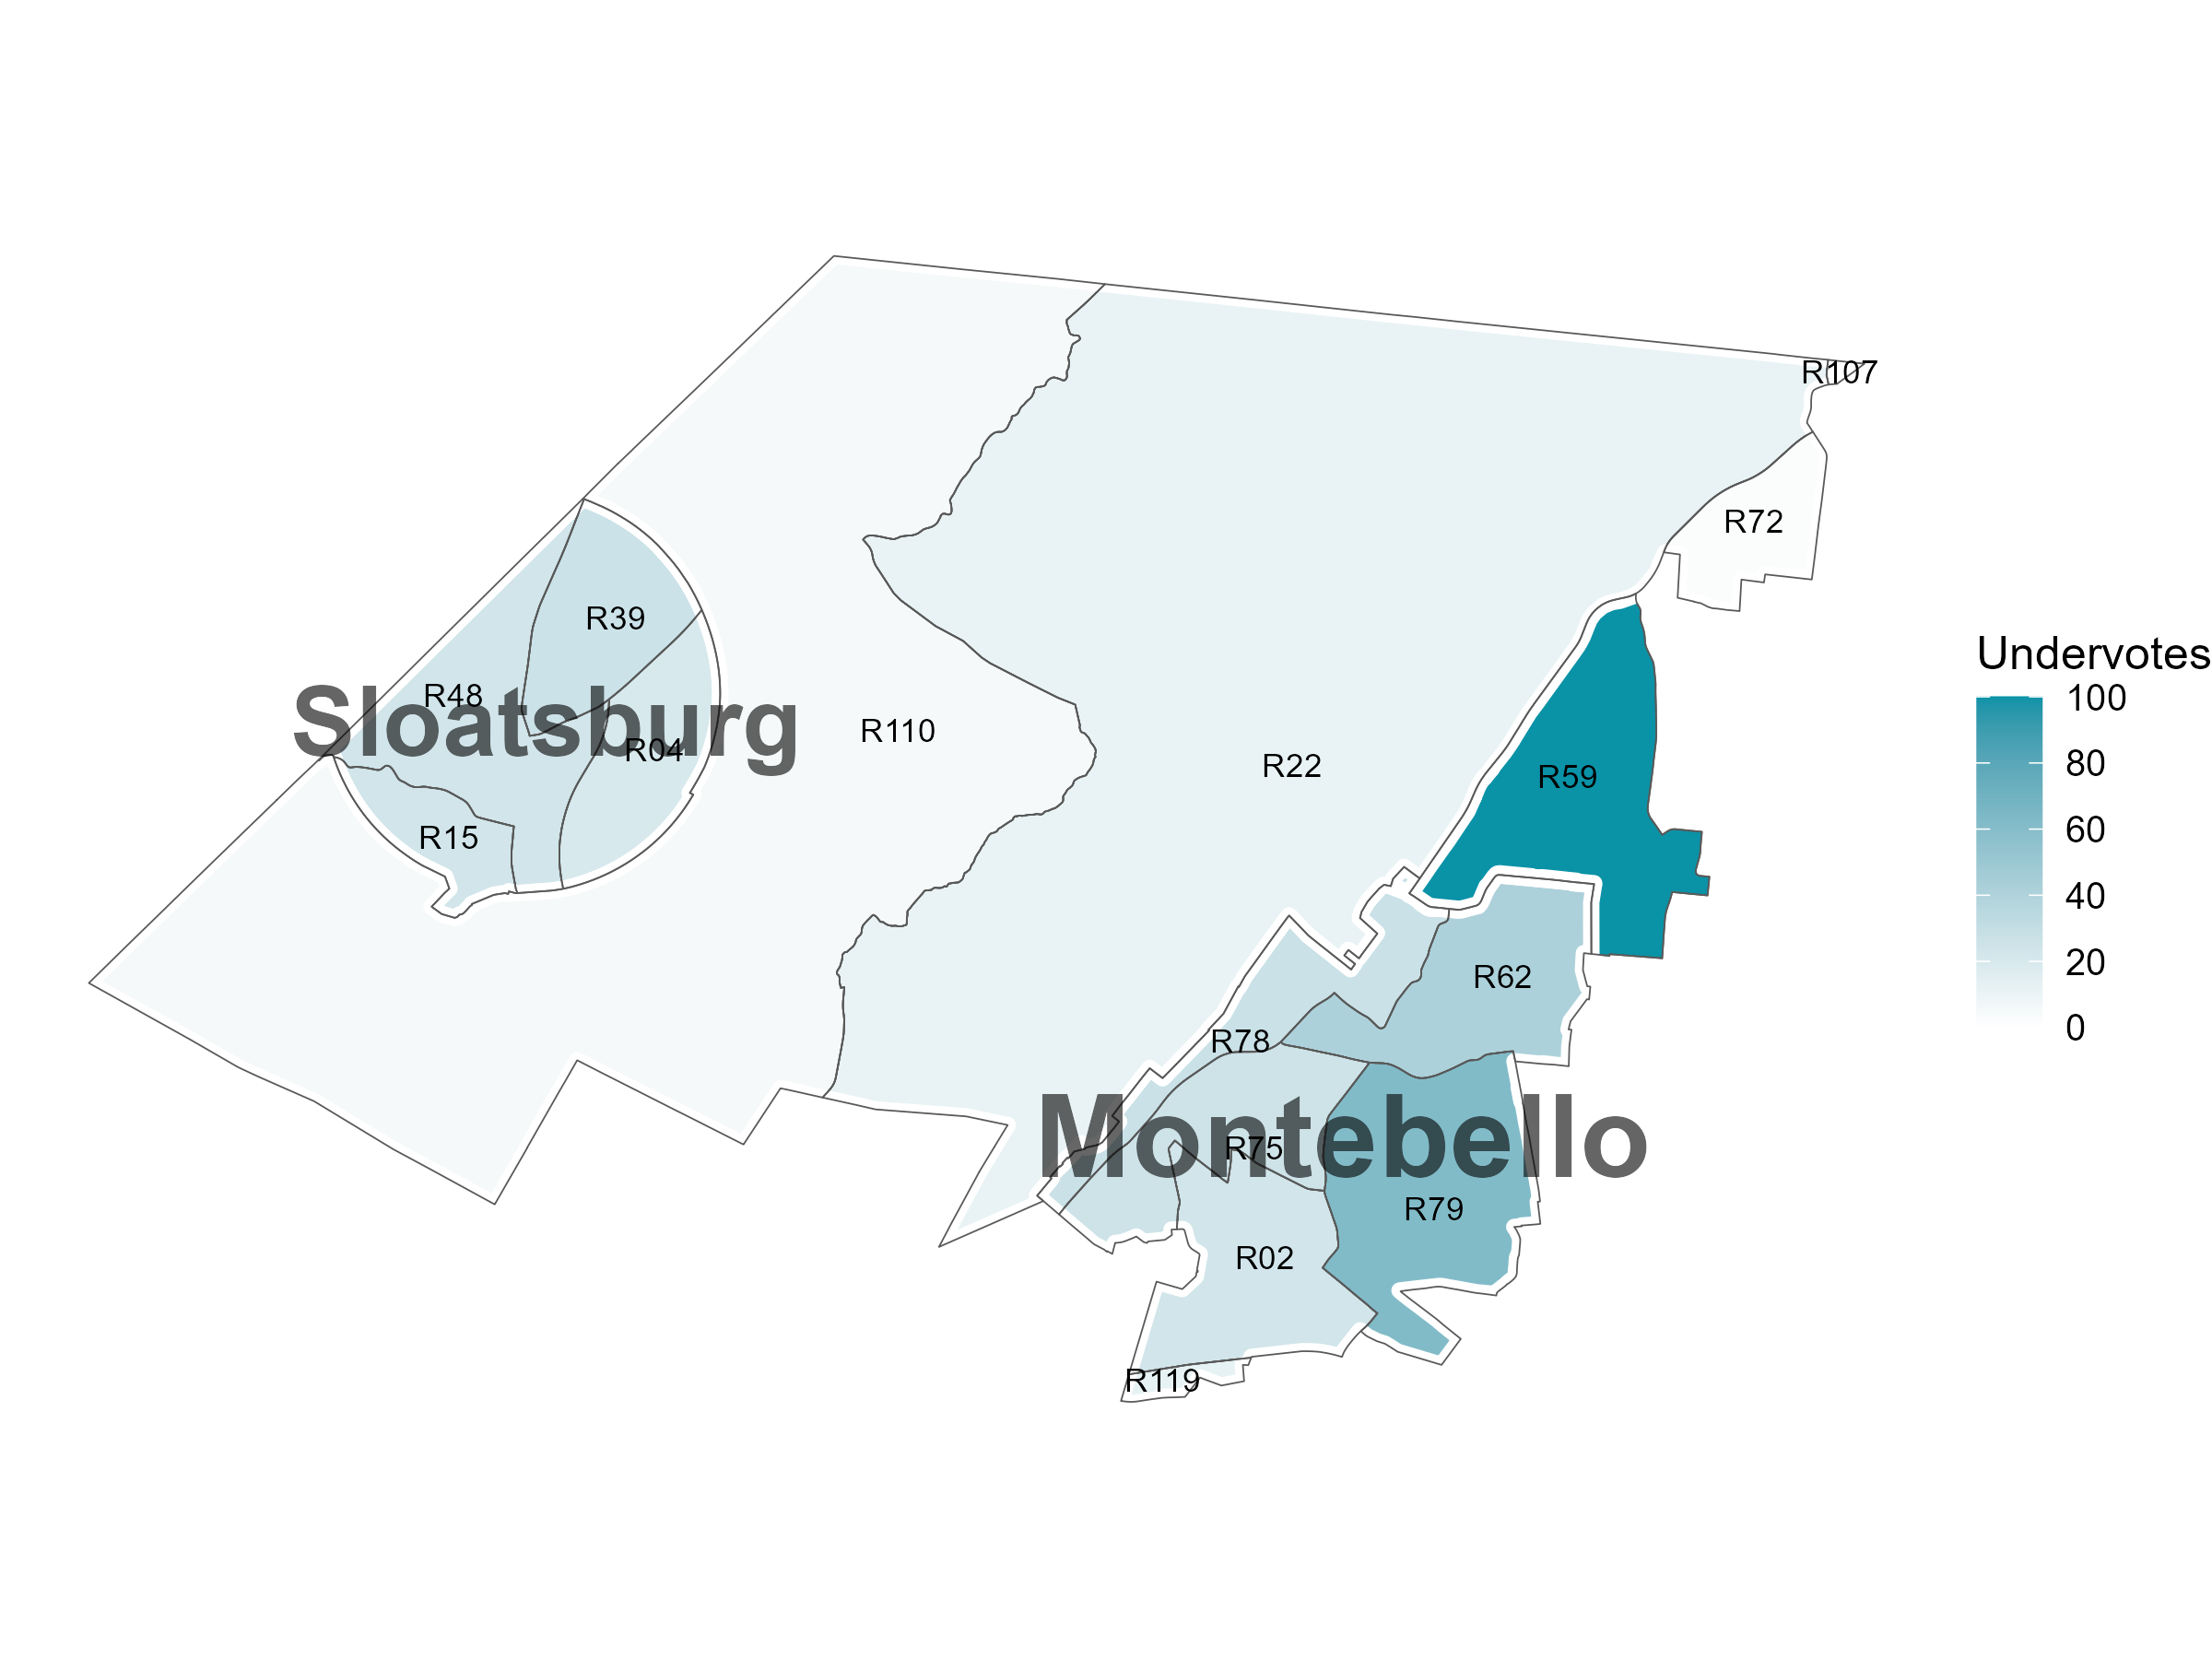 R107
R72
R39
Undervotes
R48
Sloatsburg
100
R110
R04
R22
80
R59
60
R15
40
R62
20
0
R78
Montebello
R75
R79
R02
R119